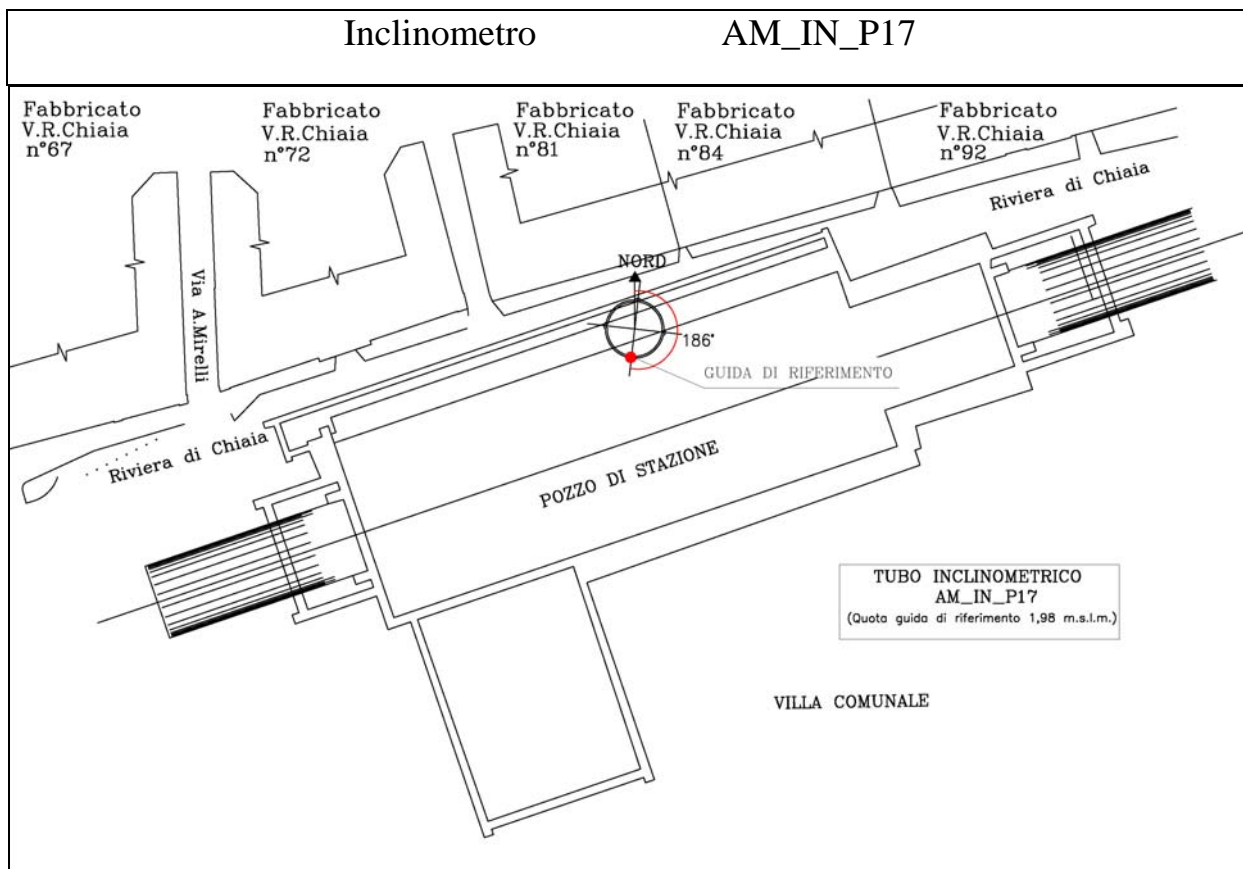 Inclinometro AM_IN_P17
Fabbricato
V.R.Chiaia
n°67
Fabbricato
V.R.Chiaia
n°72
Fabbricato
V.R.Chiaia
n°81
Fabbricato
V.R.Chiaia
n°84
Fabbricato
V.R.Chiaia
n°92
Riviera di Chiaia
NORD
Via A.Mirelli
186°
GUIDA DI RIFERIMENTO
Riviera di Chiaia
POZZO DI STAZIONE
TUBO INCLINOMETRICO
AM_IN_P17
(Quota guida di riferimento 1,98 m.s.l.m.)
VILLA COMUNALE